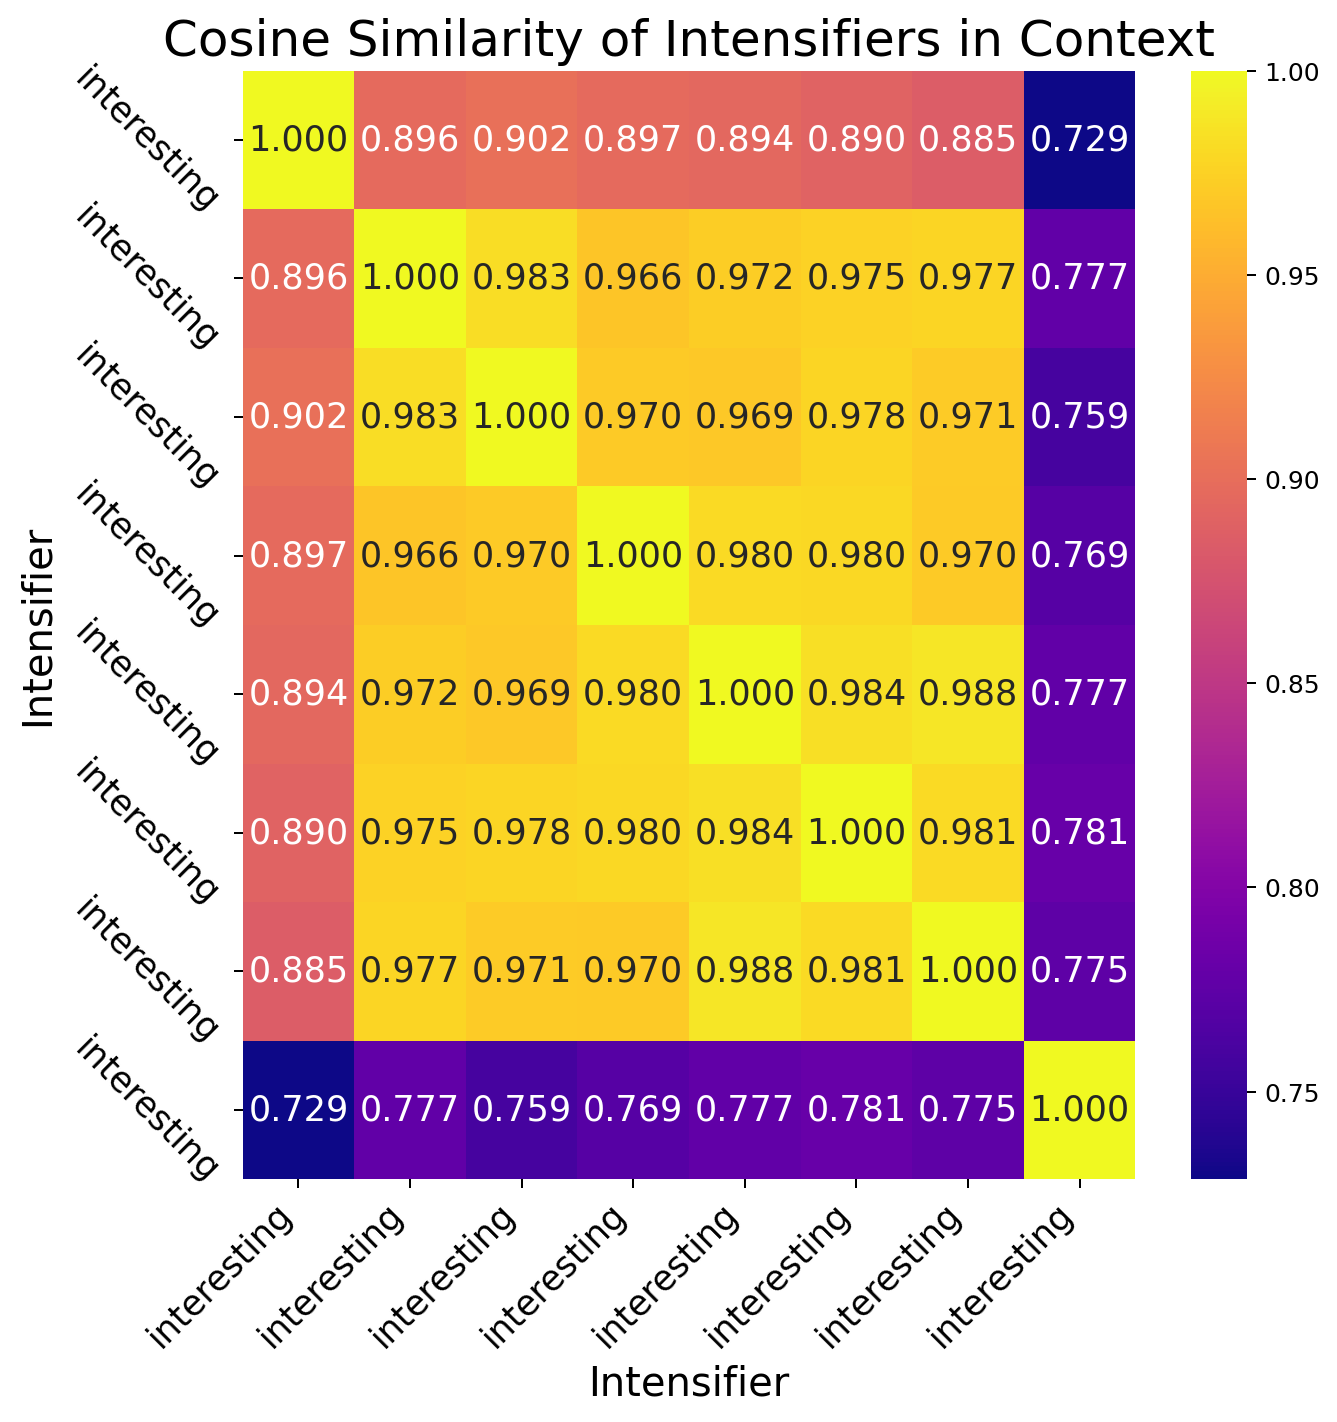 Cosine Similarity of Intensifiers in Context
interesting 1.000 0.896 0.902 0.897 0.894 0.890 0.885 0.729
interesting 0.896 1.000 0.983 0.966 0.972 0.975 0.977 0.777
interesting 0.902 0.983 1.000 0.970 0.969 0.978 0.971 0.759
interesting 0.897 0.966 0.970 1.000 0.980 0.980 0.970 0.769
interesting 0.894 0.972 0.969 0.980 1.000 0.984 0.988 0.777
interesting 0.890 0.975 0.978 0.980 0.984 1.000 0.981 0.781
interesting 0.885 0.977 0.971 0.970 0.988 0.981 1.000 0.775
interesting 0.729 0.777 0.759 0.769 0.777 0.781 0.775 1.000
interesting interesting interesting interesting interesting interesting interesting interesting
Intensifier
Intensifier
1.00
0.95
0.90
0.85
0.80
0.75